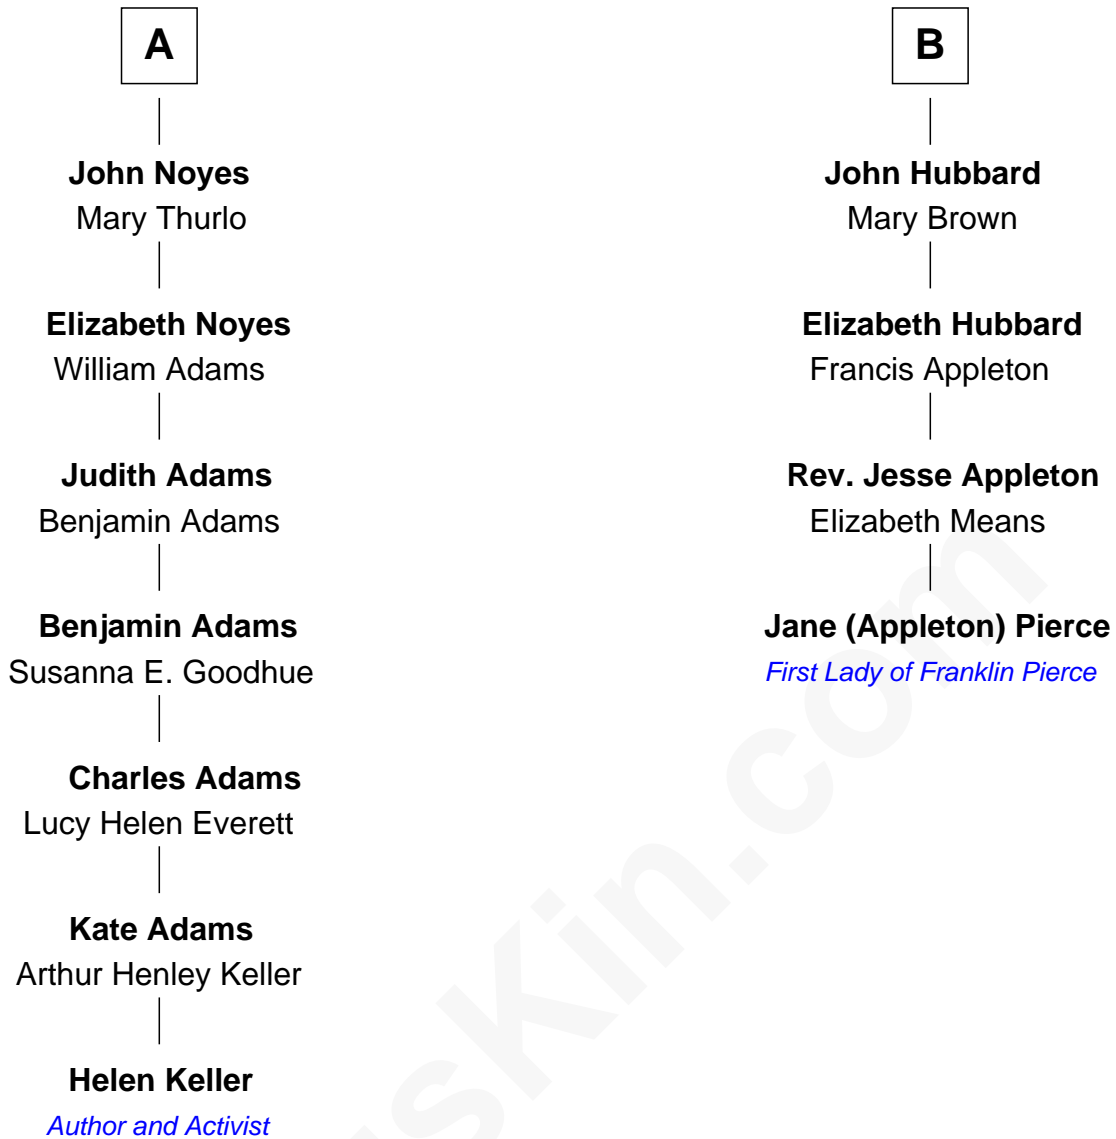 A
John Noyes
Mary Thurlo
Elizabeth Noyes
William Adams
Judith Adams
Benjamin Adams
Benjamin Adams
Susanna E. Goodhue
Charles Adams
Lucy Helen Everett
Kate Adams
Arthur Henley Keller
Helen Keller
Author and Activist
B
John Hubbard
Mary Brown
Elizabeth Hubbard
Francis Appleton
Rev. Jesse Appleton
Elizabeth Means
Jane (Appleton) Pierce
First Lady of Franklin Pierce
sKin.com